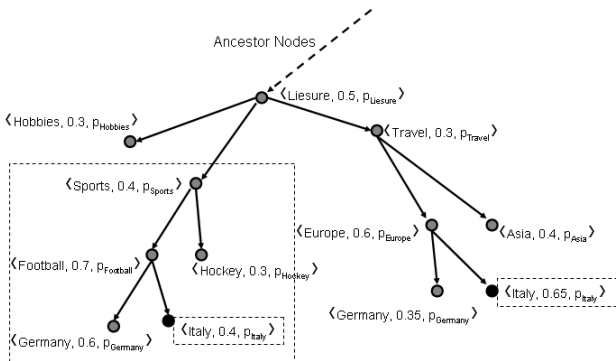 Ancestor Nodes
⟨Liesure, 0.5, pLiesure⟩
⟨Hobbies, 0.3, pHobbies⟩
⟨Travel, 0.3, pTravel⟩
⟨Sports, 0.4, pSports⟩
⟨Europe, 0.6, pEurope⟩
⟨Asia, 0.4, pAsia⟩
⟨Football, 0.7, pFootball⟩
⟨Hockey, 0.3, pHockey⟩
⟨Italy, 0.65, pItaly⟩
⟨Germany, 0.35, pGermany⟩
⟨Germany, 0.6, pGermany⟩
⟨Italy, 0.4, pItaly⟩